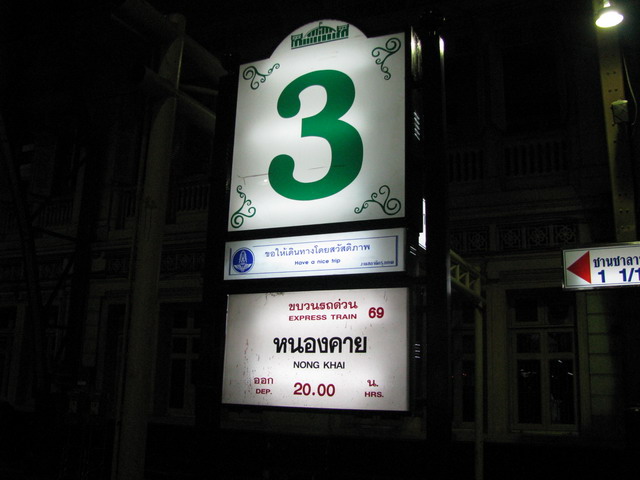 3
ขอให้เดินทางโดยสวัสดิภาพ
Have a nice trip
ขบวนรถด่วน
EXPRESS TRAIN 69
หนองคาย
NONG KHAI
ออก 20.00 น.
DEP. HRS.
ชานชาลา
1 1/1